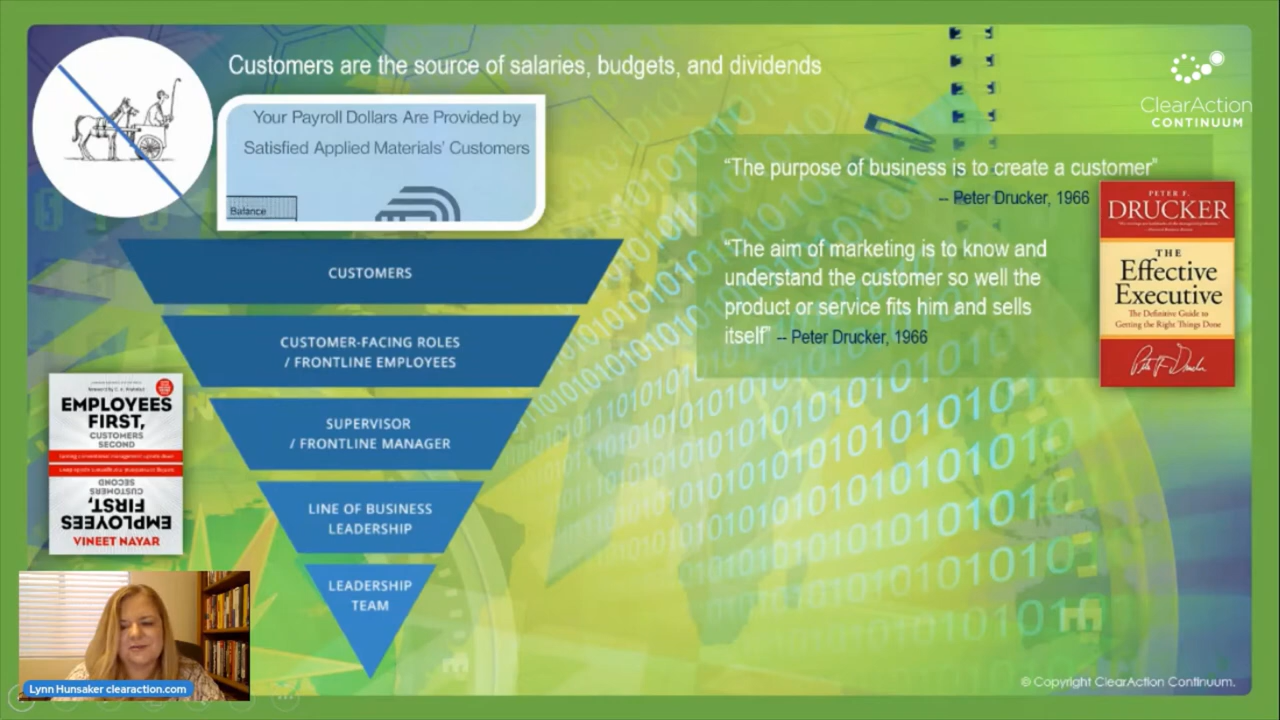 Customers are the source of salaries, budgets, and dividends
ClearAction
CONTINUUM
Your Payroll Dollars Are Provided by
Satisfied Applied Materials' Customers
Balance
"The purpose of business is to create a customer"
-- Peter Drucker, 1966
"The aim of marketing is to know and
understand the customer so well the
product or service fits him and sells
itself" -- Peter Drucker, 1966
PETER F.
DRUCKER
THE
Effective
Executive
The Definitive Guide to
Getting the Right Things Done
CUSTOMERS
CUSTOMER-FACING ROLES
/ FRONTLINE EMPLOYEES
SUPERVISOR
/ FRONTLINE MANAGER
LINE OF BUSINESS
LEADERSHIP
LEADERSHIP
TEAM
EMPLOYEES
FIRST,
CUSTOMERS
SECOND
SECOND
CUSTOMERS
FIRST,
EMPLOYEES
VINEET NAYAR
Lynn Hunsaker clearaction.com
© Copyright ClearAction Continuum.